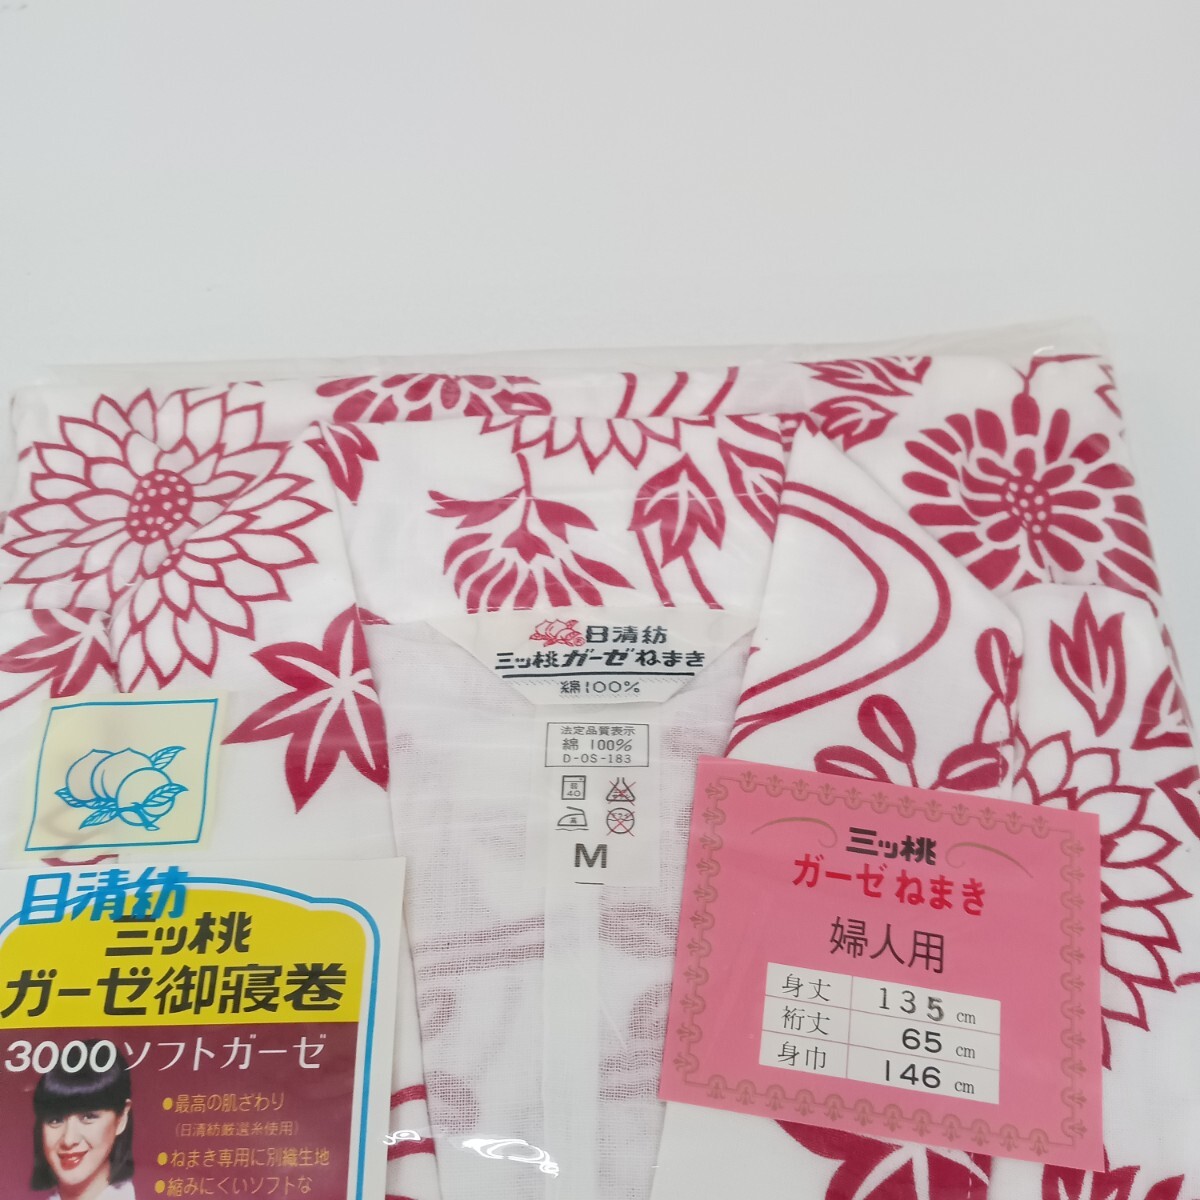 日清紡
三ッ桃ガーゼねまき
綿100%
法定品質表示
綿 100%
D-OS-183
40
M
三ッ桃
ガーゼねまき
婦人用
身丈 135 cm
裄丈 65 cm
身巾 146 cm
日清紡
三ッ桃
ガーゼ御寝巻
3000ソフトガーゼ
●最高の肌ざわり
(日清紡厳選糸使用)
●ねまき専用に別織生地
●縮みにくいソフトな